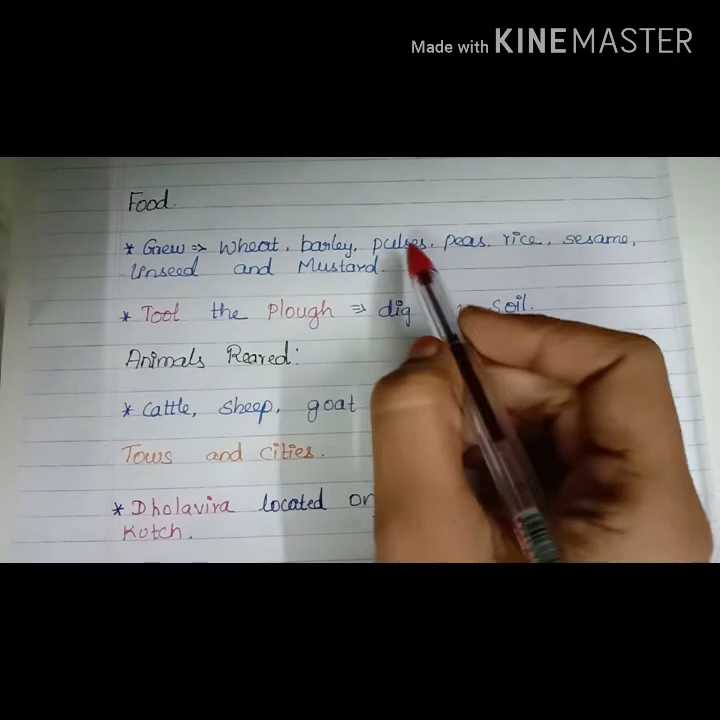 Made with KINEMASTER
Food.
* Grew => Wheat, barley, pulses, peas, rice, sesame,
linseed and Mustard.
* Tool the Plough => dig soil.
Animals Reared:
* Cattle, sheep, goat
Tows and cities.
* Dholavira located on
Kutch.